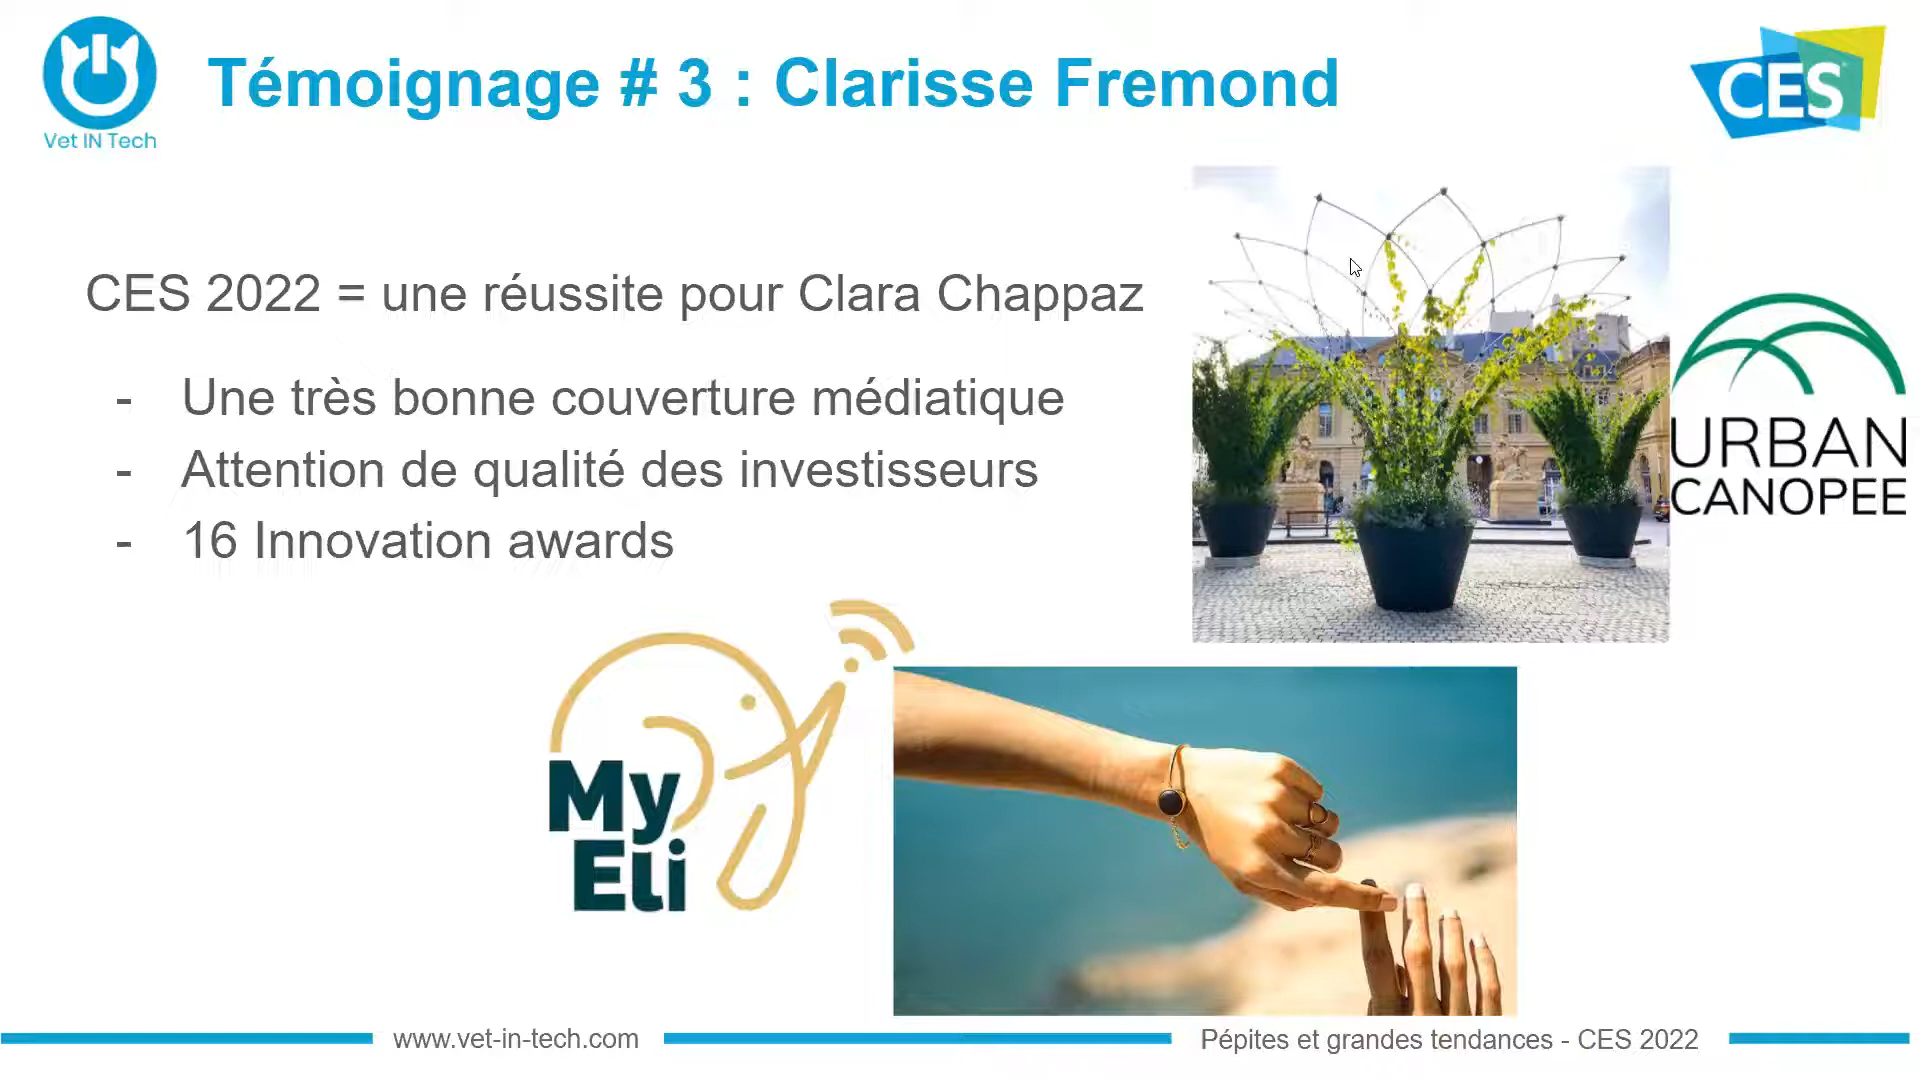 Vet IN Tech
Témoignage # 3 : Clarisse Fremond
CES
CES 2022 = une réussite pour Clara Chappaz
- Une très bonne couverture médiatique
- Attention de qualité des investisseurs
- 16 Innovation awards
URBAN
CANOPEE
My
Eli
www.vet-in-tech.com
Pépites et grandes tendances - CES 2022